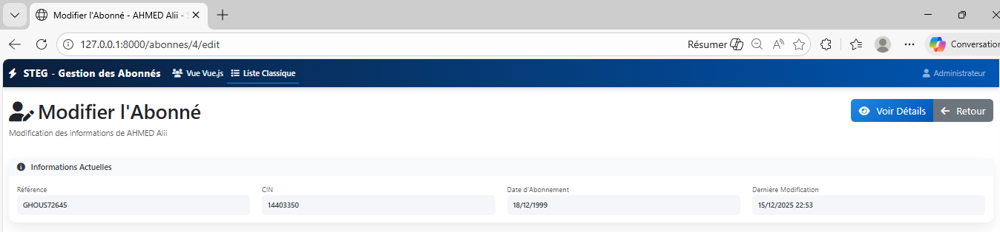 Modifier l'Abonné - AHMED Alii -
127.0.0.1:8000/abonnes/4/edit
Résumer
Conversation
STEG - Gestion des Abonnés
Vue Vue.js
Liste Classique
Administrateur
Modifier l'Abonné
Voir Détails
Retour
Modification des informations de AHMED Alii
Informations Actuelles
Référence
CIN
Date d'Abonnement
Dernière Modification
GHOUS72645
14403350
18/12/1999
15/12/2025 22:53